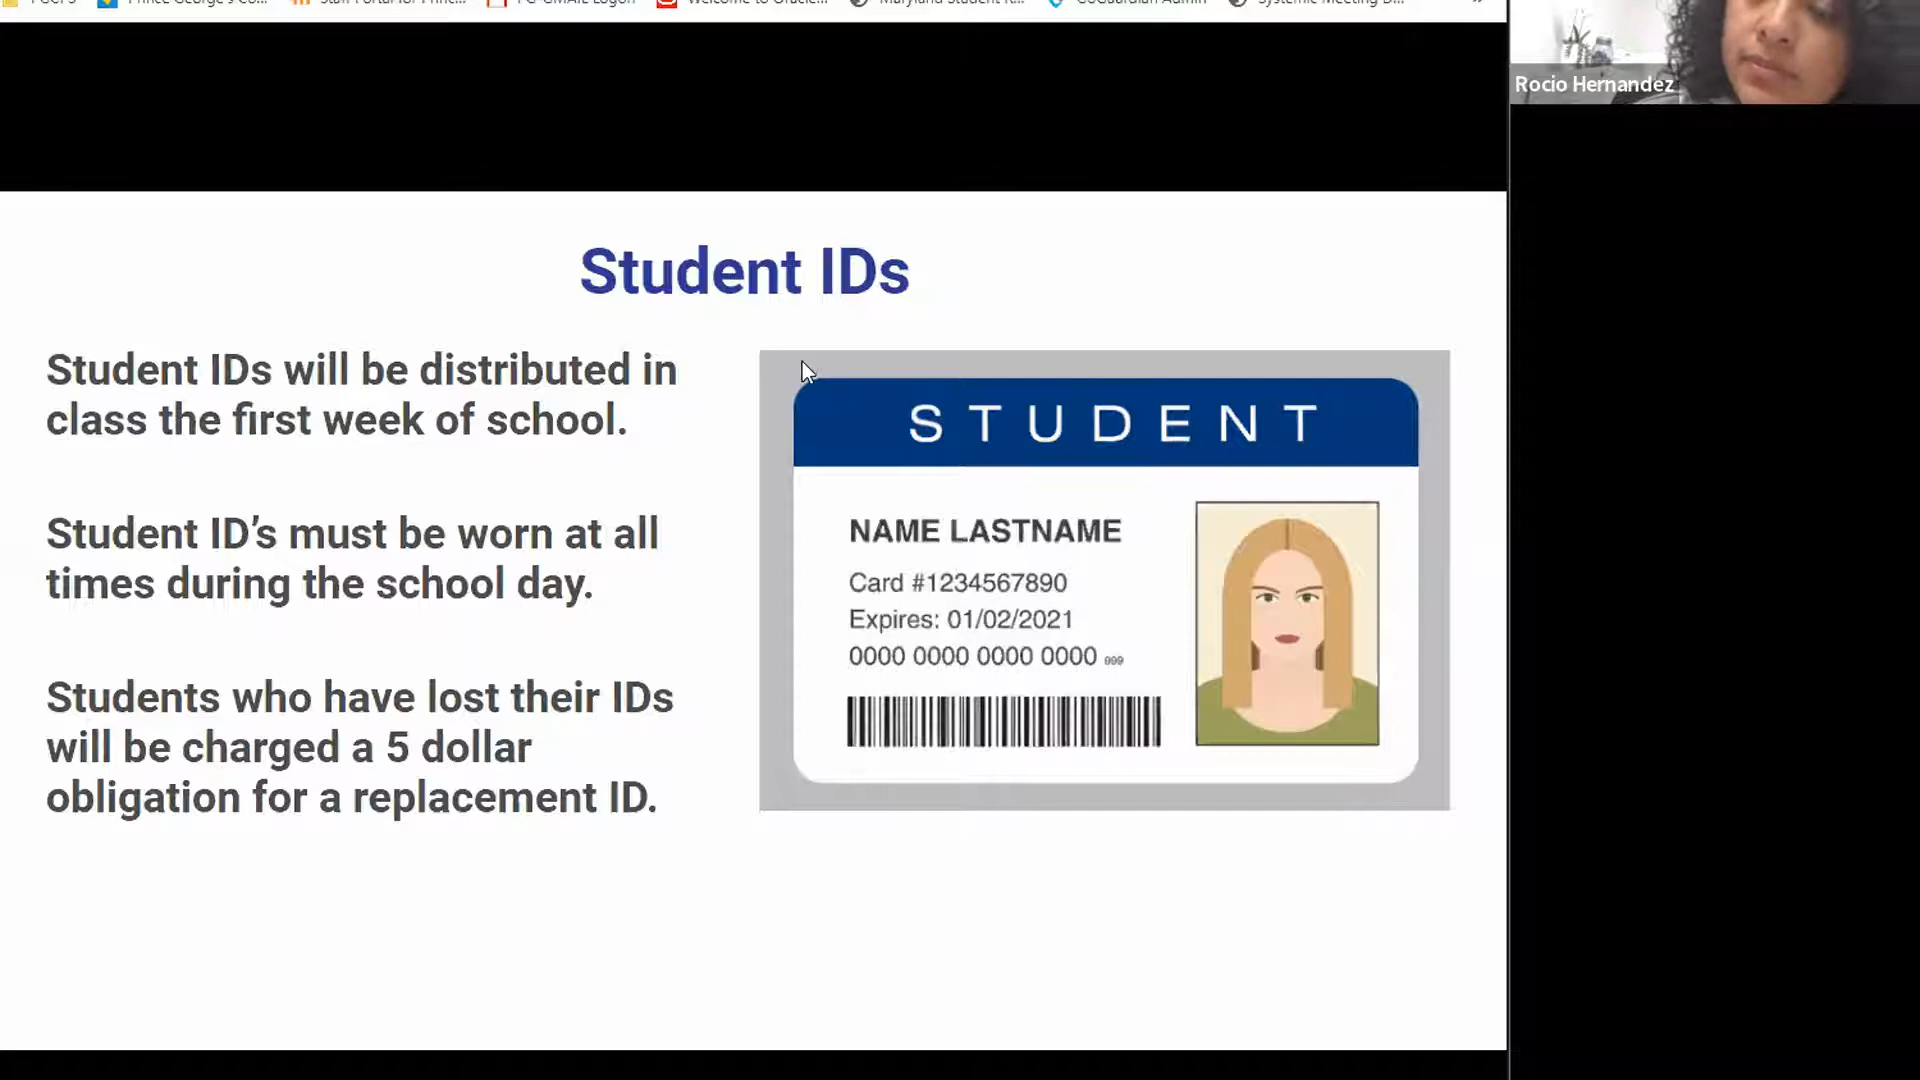 Rocio Hernandez
Student IDs
Student IDs will be distributed in
class the first week of school.
Student ID’s must be worn at all
times during the school day.
Students who have lost their IDs
will be charged a 5 dollar
obligation for a replacement ID.
STUDENT
NAME LASTNAME
Card #1234567890
Expires: 01/02/2021
0000 0000 0000 0000 999